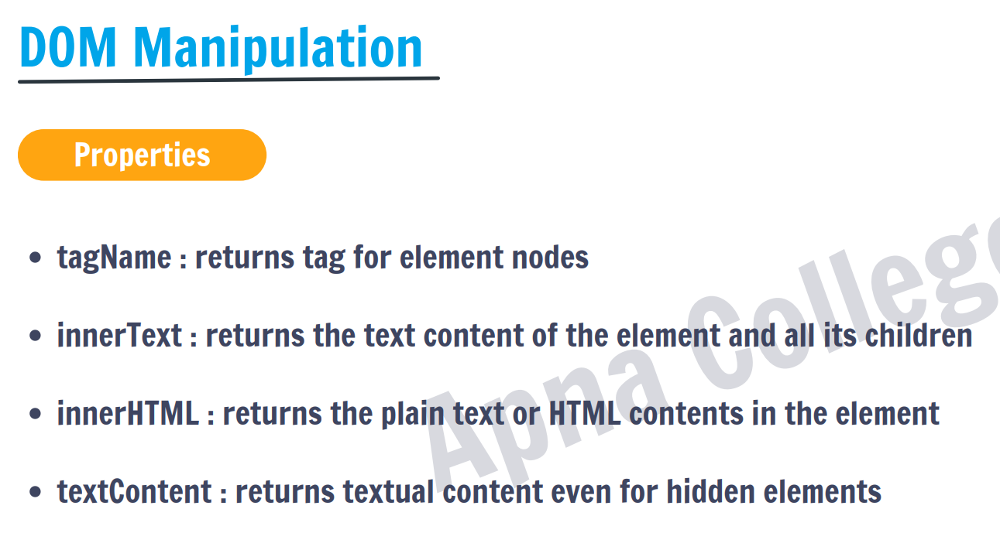 DOM Manipulation
Properties
• tagName : returns tag for element nodes
• innerText : returns the text content of the element and all its children
• innerHTML : returns the plain text or HTML contents in the element
• textContent : returns textual content even for hidden elements
Apna College